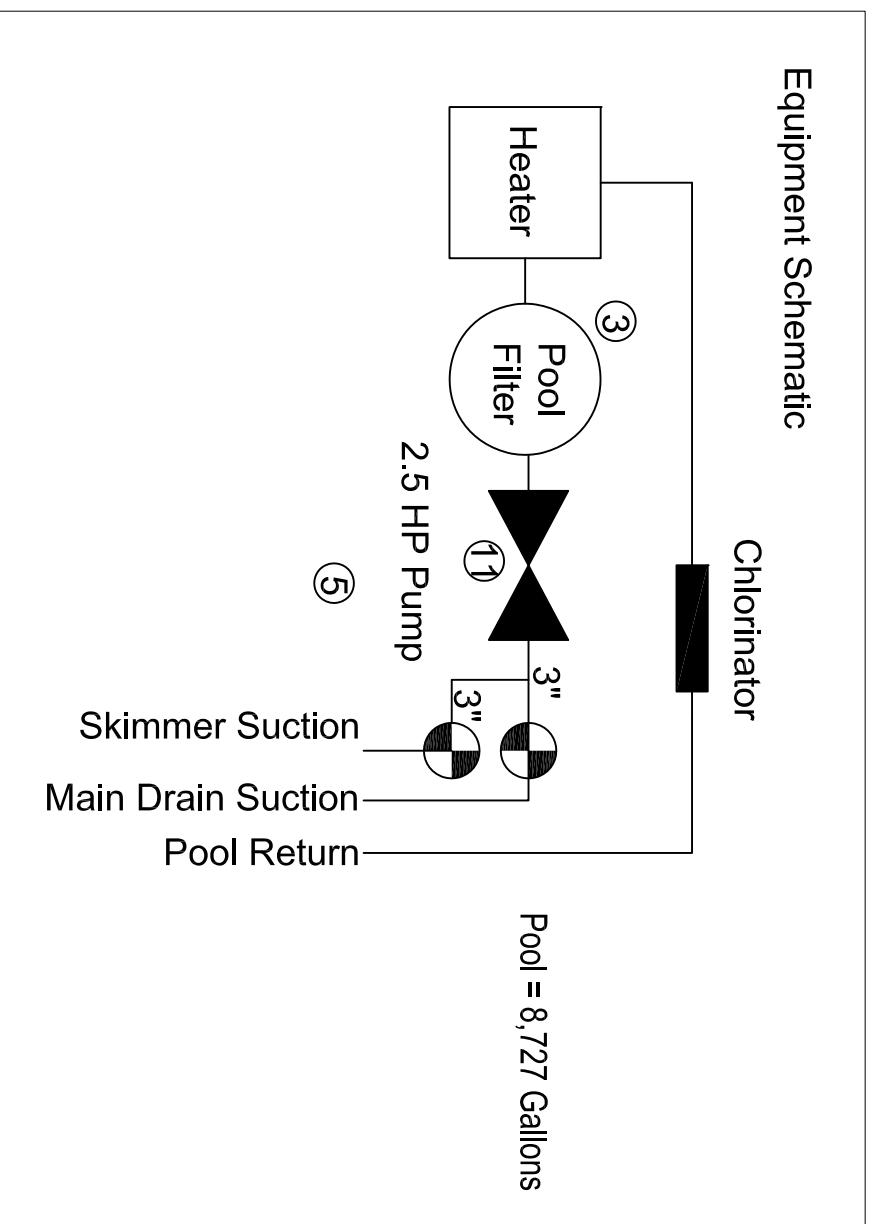 Equipment Schematic
Chlorinator
Heater
3
Pool
Filter
11
2.5 HP Pump
5
3"
3"
Skimmer Suction
Main Drain Suction
Pool Return
Pool = 8,727 Gallons